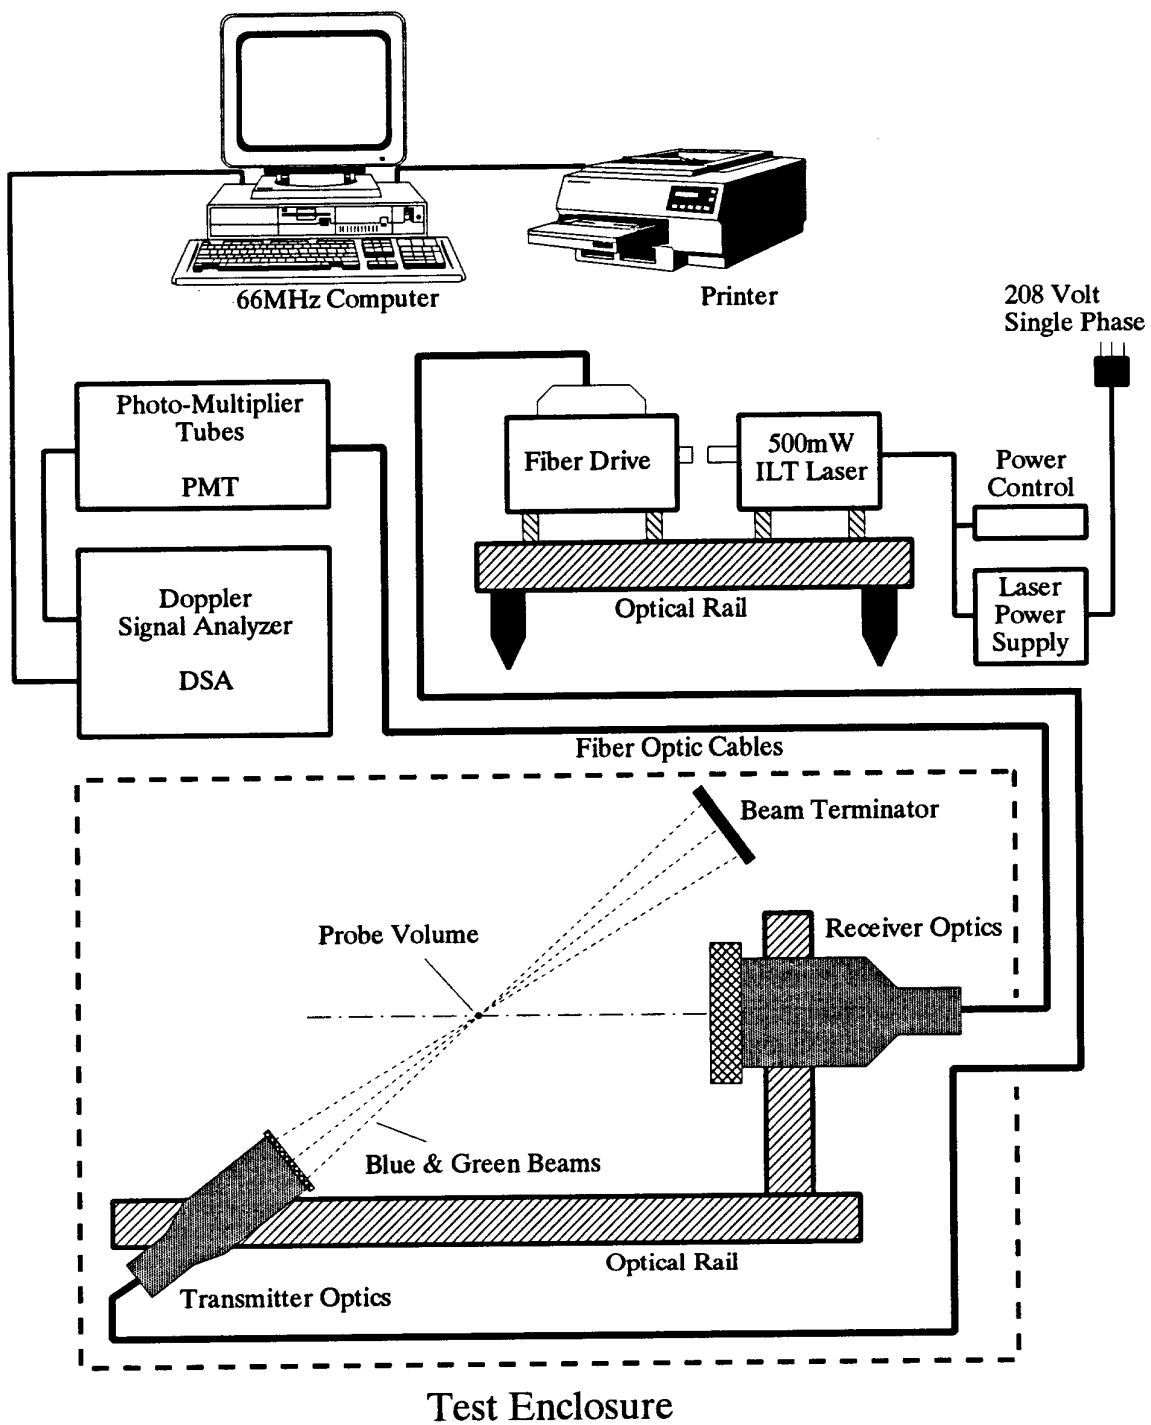 66MHz Computer
Printer
208 Volt
Single Phase
Photo-Multiplier
Tubes
PMT
Fiber Drive
500mW
ILT Laser
Power
Control
Doppler
Signal Analyzer
DSA
Optical Rail
Laser
Power
Supply
Fiber Optic Cables
Beam Terminator
Probe Volume
Receiver Optics
Blue & Green Beams
Optical Rail
Transmitter Optics
Test Enclosure